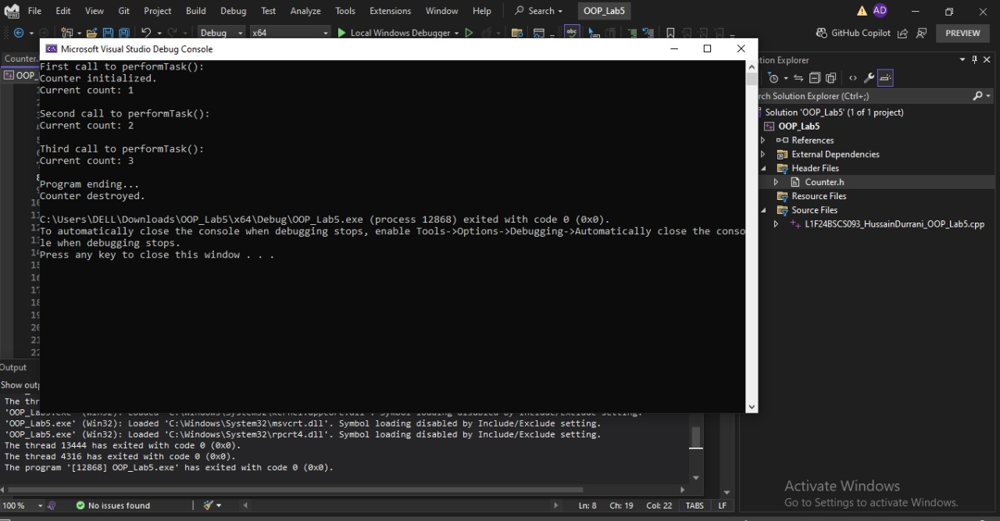 File Edit View Git Project Build Debug Test Analyze Tools Extensions Window Help Search OOP_Lab5 AD
PRE
Debug x64 Local Windows Debugger abc GitHub Copilot PREVIEW
Counter.
OOP_
Microsoft Visual Studio Debug Console
First call to performTask():
Counter initialized.
Current count: 1
Second call to performTask():
Current count: 2
Third call to performTask():
Current count: 3
Program ending...
Counter destroyed.
C:\Users\DELL\Downloads\OOP_Lab5\x64\Debug\OOP_Lab5.exe (process 12868) exited with code 0 (0x0).
To automatically close the console when debugging stops, enable Tools->Options->Debugging->Automatically close the conso
le when debugging stops.
Press any key to close this window . . .
tion Explorer
rch Solution Explorer (Ctrl+;)
Solution 'OOP_Lab5' (1 of 1 project)
OOP_Lab5
References
External Dependencies
Header Files
Counter.h
Resource Files
Source Files
L1F24BSCS093_HussainDurrani_OOP_Lab5.cpp
Output
Show outp
The thr
'OOP_Lab5.exe' (Win32): Loaded 'C:\Windows\System32\kernel.appcore.dll'. Symbol loading disabled by Include/Exclude setting.
'OOP_Lab5.exe' (Win32): Loaded 'C:\Windows\System32\msvcrt.dll'. Symbol loading disabled by Include/Exclude setting.
'OOP_Lab5.exe' (Win32): Loaded 'C:\Windows\System32\rpcrt4.dll'. Symbol loading disabled by Include/Exclude setting.
The thread 13444 has exited with code 0 (0x0).
The thread 4316 has exited with code 0 (0x0).
The program '[12868] OOP_Lab5.exe' has exited with code 0 (0x0).
100 % No issues found Ln: 8 Ch: 19 Col: 22 TABS LF
Activate Windows
Go to Settings to activate Windows.